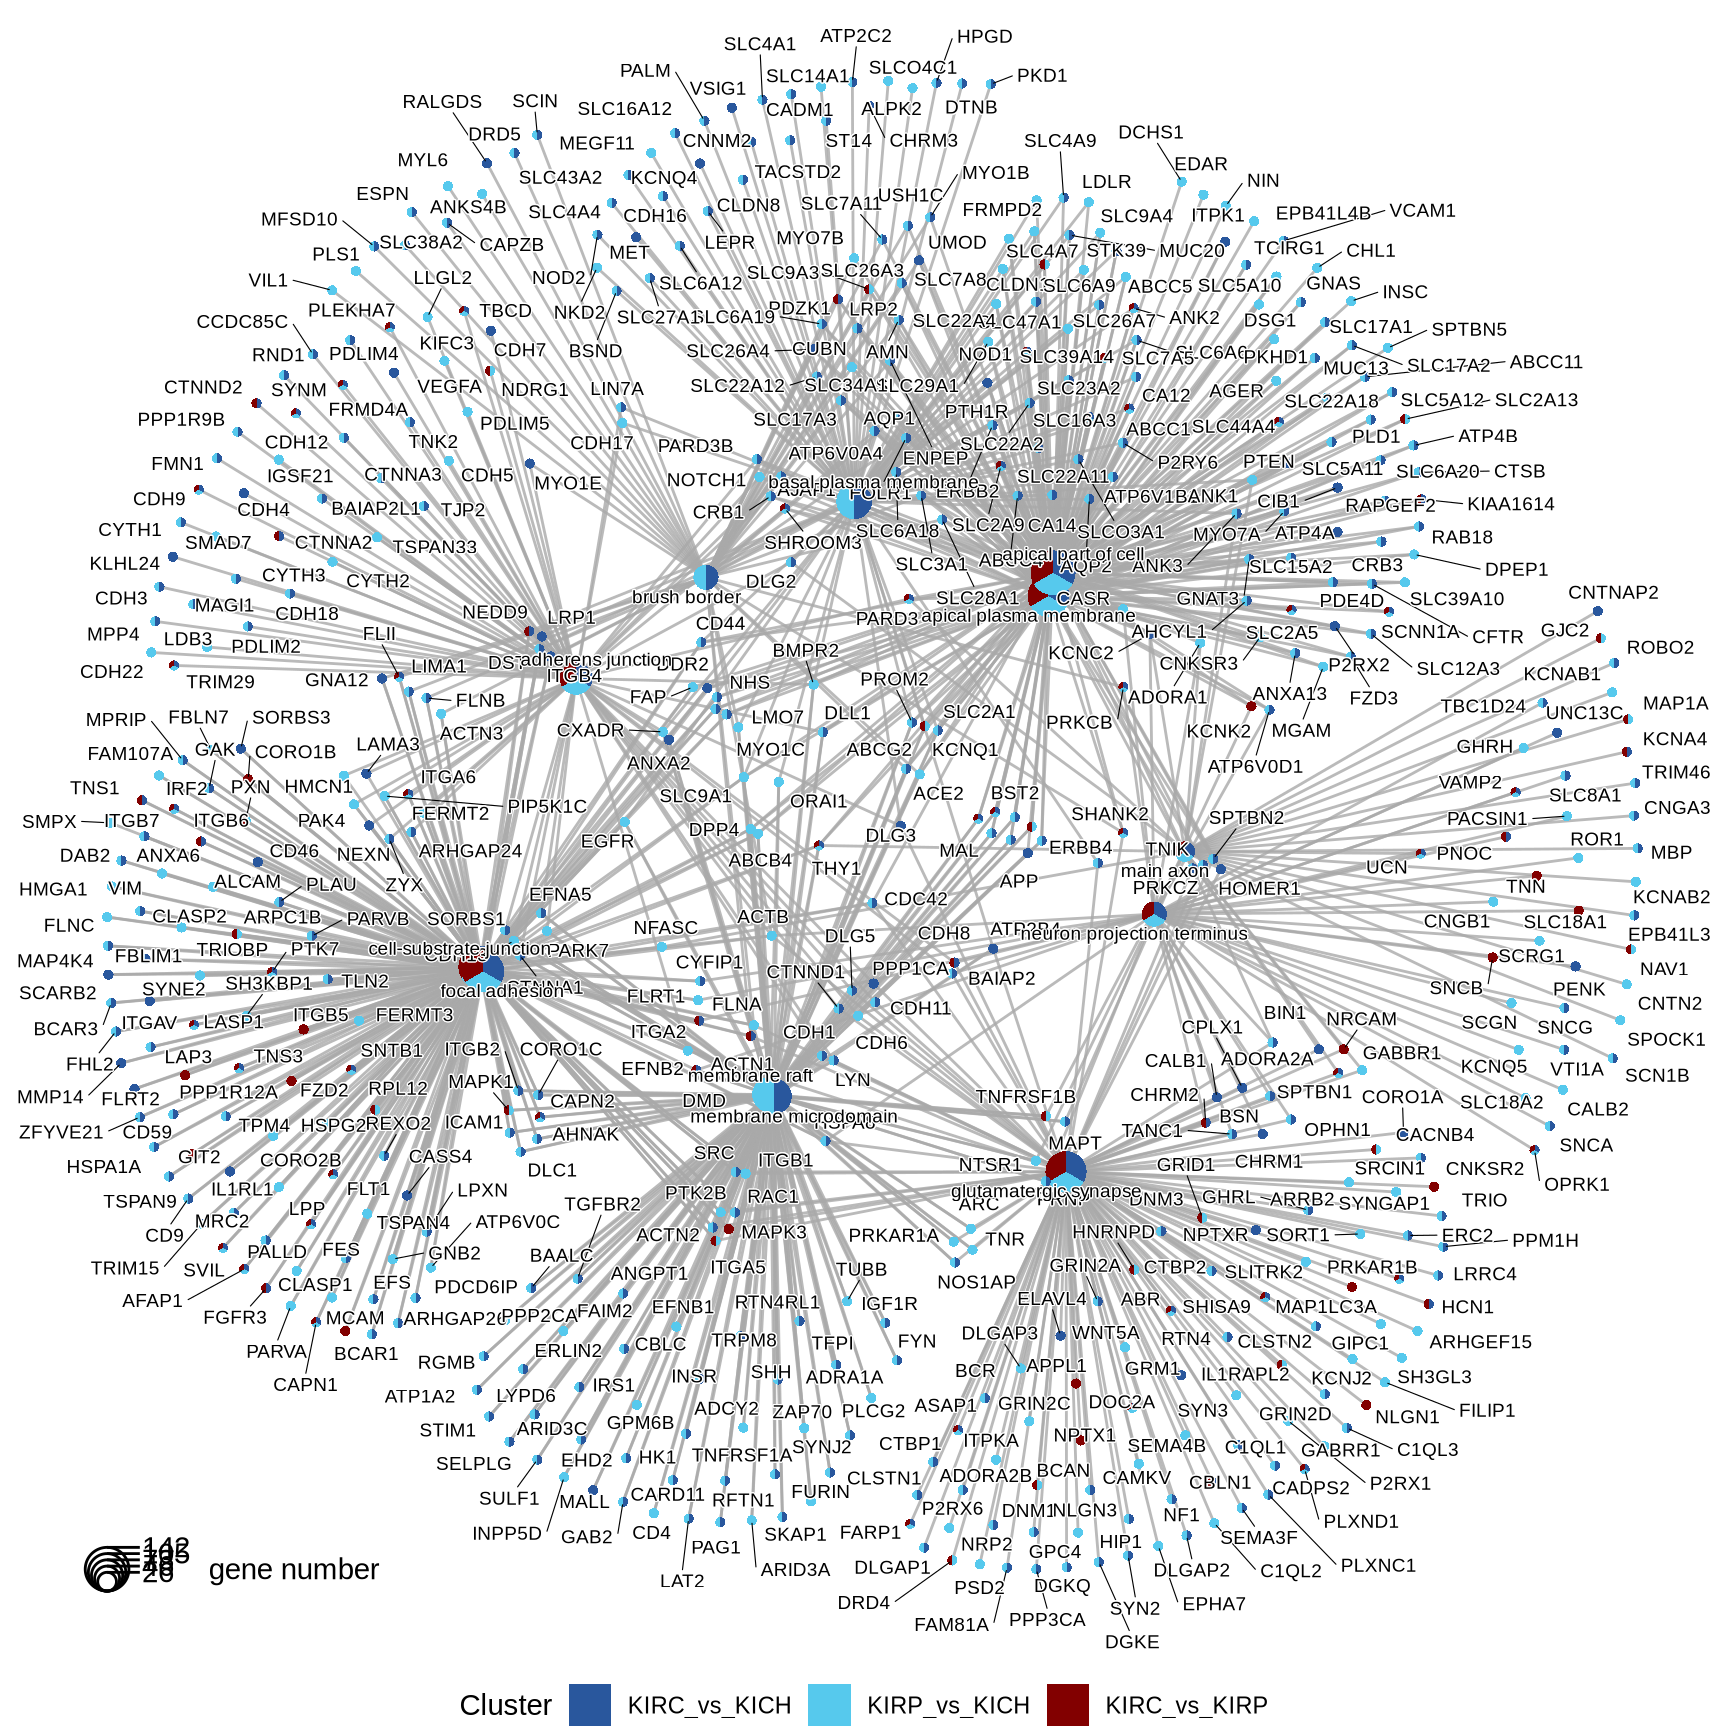 SLC4A1 ATP2C2 HPGD
PALM VSIG1 SLC14A1 SLCO4C1 PKD1
RALGDS SCIN SLC16A12 CADM1 ALPK2 DTNB
DRD5 MEGF11 CNNM2 ST14 CHRM3 SLC4A9 DCHS1
MYL6 SLC43A2 KCNQ4 TACSTD2 MYO1B LDLR EDAR NIN
ESPN ANKS4B SLC4A4 CDH16 CLDN8 SLC7A11 USH1C FRMPD2 SLC9A4 ITPK1 EPB41L4B VCAM1
MFSD10 SLC38A2 CAPZB MET LEPR MYO7B UMOD SLC4A7 STK39 MUC20 TCIRG1 CHL1
PLS1 VIL1 LLGL2 NOD2 SLC6A12 SLC9A3 SLC26A3 SLC7A8 SLC6A9 ABCC5 SLC5A10 GNAS INSC
PLEKHA7 TBCD NKD2 SLC27A1 SLC6A19 PDZK1 LRP2 SLC22A4 SLC26A7 ANK2 DSG1 SLC17A1 SPTBN5
CCDC85C KIFC3 CDH7 BSND SLC26A4 CUBN AMN NOD1 SLC39A14 SLC7A5 PKHD1 MUC13 SLC17A2 ABCC11
RND1 PDLIM4 VEGFA NDRG1 LIN7A SLC22A12 SLC34A1 SLC29A1 SLC23A2 CA12 AGER SLC22A18 SLC5A12 SLC2A13
CTNND2 SYNM FRMD4A PDLIM5 CDH17 SLC17A3 AQP1 PTH1R SLC16A3 ABCC1 SLC44A4 PLD1 ATP4B
PPP1R9B CDH12 TNK2 PARD3B ATP6V0A4 ENPEP SLC22A2 P2RY6 PTEN SLC5A11 SLC6A20 CTSB
FMN1 IGSF21 CTNNA3 CDH5 MYO1E NOTCH1 basal plasma membrane FOLR1 ERBB2 SLC22A11 ANK1 CIB1 RAPGEF2 KIAA1614
CDH9 CDH4 BAIAP2L1 TJP2 CRB1 SHROOM3 SLC6A18 SLC2A9 CA14 SLCO3A1 MYO7A ATP4A RAB18
CYTH1 SMAD7 CTNNA2 TSPAN33 apical part of cell AQP2 ANK3 SLC15A2 CRB3 DPEP1
KLHL24 CYTH3 CYTH2 brush border DLG2 SLC3A1 SLC28A1 CASR GNAT3 PDE4D SLC39A10 CNTNAP2
CDH3 MAGI1 CDH18 NEDD9 LRP1 CD44 PARD3 apical plasma membrane AHCYL1 SLC2A5 SCNN1A CFTR GJC2 ROBO2
MPP4 LDB3 PDLIM2 FLII LIMA1 adherens junction BMPR2 KCNC2 CNKSR3 P2RX2 SLC12A3 KCNAB1
CDH22 TRIM29 GNA12 FLNB ITGB4 FAP NHS PROM2 ADORA1 ANXA13 FZD3 TBC1D24 UNC13C MAP1A
MPRIP FBLN7 SORBS3 ACTN3 CXADR LMO7 DLL1 SLC2A1 PRKCB KCNK2 MGAM GHRH KCNA4
FAM107A GAK CORO1B LAMA3 ANXA2 MYO1C ABCG2 KCNQ1 ATP6V0D1 VAMP2 TRIM46
TNS1 IRF2 PXN HMCN1 ITGA6 PIP5K1C SLC9A1 ORAI1 ACE2 BST2 SHANK2 SPTBN2 SLC8A1 CNGA3
SMPX ITGB7 ITGB6 PAK4 FERMT2 EGFR DPP4 DLG3 MAL ERBB4 TNIK PACSIN1 ROR1 MBP
DAB2 ANXA6 CD46 NEXN ARHGAP24 ABCB4 THY1 APP main axon UCN PNOC
HMGA1 VIM ALCAM PLAU ZYX EFNA5 CDC42 PRKCZ HOMER1 TNN KCNAB2
FLNC CLASP2 ARPC1B PARVB SORBS1 NFASC ACTB DLG5 CDH8 neuron projection terminus CNGB1 SLC18A1 EPB41L3
MAP4K4 FBLIM1 TRIOBP PTK7 cell-substrate junction PARK7 CYFIP1 CTNND1 PPP1CA BAIAP2 SCRG1 NAV1
SCARB2 SYNE2 SH3KBP1 TLN2 focal adhesion FLRT1 FLNA CDH11 SNCB PENK CNTN2
BCAR3 ITGAV LASP1 ITGB5 FERMT3 ITGA2 CDH1 CDH6 CPLX1 BIN1 NRCAM SCGN SNCG SPOCK1
FHL2 LAP3 TNS3 SNTB1 ITGB2 CORO1C EFNB2 ACTN1 LYN CALB1 ADORA2A GABBR1 KCNQ5 VTI1A SCN1B
MMP14 FLRT2 PPP1R12A FZD2 RPL12 MAPK1 CAPN2 membrane raft DMD TNFRSF1B CHRM2 SPTBN1 CORO1A SLC18A2 CALB2
ZFYVE21 CD59 TPM4 HSPG2 REXO2 ICAM1 AHNAK membrane microdomain MAPT TANC1 BSN OPHN1 CACNB4 SNCA
HSPA1A GIT2 CORO2B CASS4 DLC1 SRC ITGB1 NTSR1 GRID1 CHRM1 SRCIN1 CNKSR2 OPRK1
TSPAN9 IL1RL1 FLT1 LPXN TGFBR2 PTK2B RAC1 glutamatergic synapse DNM3 GHRL ARRB2 SYNGAP1 TRIO
CD9 MRC2 LPP TSPAN4 ATP6V0C ACTN2 MAPK3 PRKAR1A ARC TNR HNRNPD NPTXR SORT1 ERC2 PPM1H
TRIM15 SVIL PALLD FES GNB2 BAALC ANGPT1 ITGA5 TUBB NOS1AP GRIN2A CTBP2 SLITRK2 PRKAR1B LRRC4
AFAP1 FGFR3 CLASP1 EFS PDCD6IP PPP2CA FAIM2 EFNB1 RTN4RL1 IGF1R ELAVL4 ABR SHISA9 MAP1LC3A HCN1
PARVA MCAM BCAR1 RGMB ERLIN2 CBLC TRPM8 TFPI FYN DLGAP3 WNT5A RTN4 CLSTN2 GIPC1 ARHGEF15
CAPN1 ATP1A2 LYPD6 IRS1 INSR SHH ADRA1A BCR APPL1 GRM1 IL1RAPL2 KCNJ2 SH3GL3
STIM1 ARID3C GPM6B ADCY2 ZAP70 PLCG2 ASAP1 GRIN2C DOC2A SYN3 GRIN2D NLGN1 FILIP1
SELPLG EHD2 HK1 TNFRSF1A SYNJ2 CTBP1 ITPKA NPTX1 SEMA4B C1QL1 GABRR1 C1QL3
SULF1 MALL CARD11 RFTN1 FURIN CLSTN1 ADORA2B BCAN CAMKV CBLN1 CADPS2 P2RX1
INPP5D GAB2 CD4 PAG1 SKAP1 FARP1 P2RX6 DNM1 NLGN3 NF1 SEMA3F PLXND1
LAT2 ARID3A DLGAP1 NRP2 GPC4 HIP1 DLGAP2 C1QL2 PLXNC1
DRD4 PSD2 DGKQ SYN2 EPHA7
FAM81A PPP3CA DGKE
gene number
Cluster KIRC_vs_KICH KIRP_vs_KICH KIRC_vs_KIRP